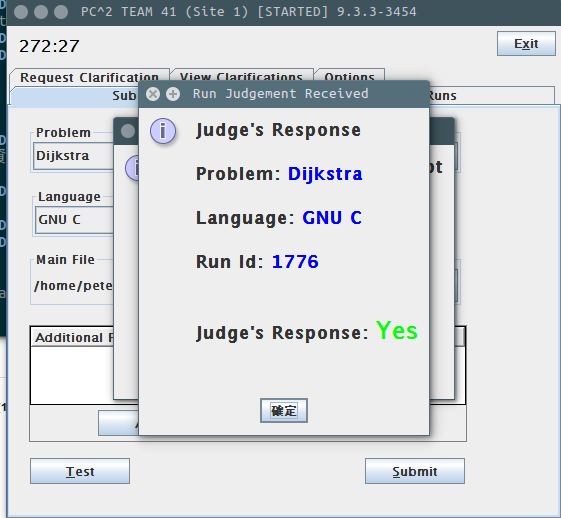 PC^2 TEAM 41 (Site 1) [STARTED] 9.3.3-3454
272:27
Exit
Request Clarification
View Clarifications
Options
Sub
Runs
Run Judgement Received
Judge's Response
Problem: Dijkstra
Language: GNU C
Run Id: 1776
Judge's Response: Yes
確定
Problem
Dijkstra
Language
GNU C
Main File
/home/pete
Additional F
Test
Submit